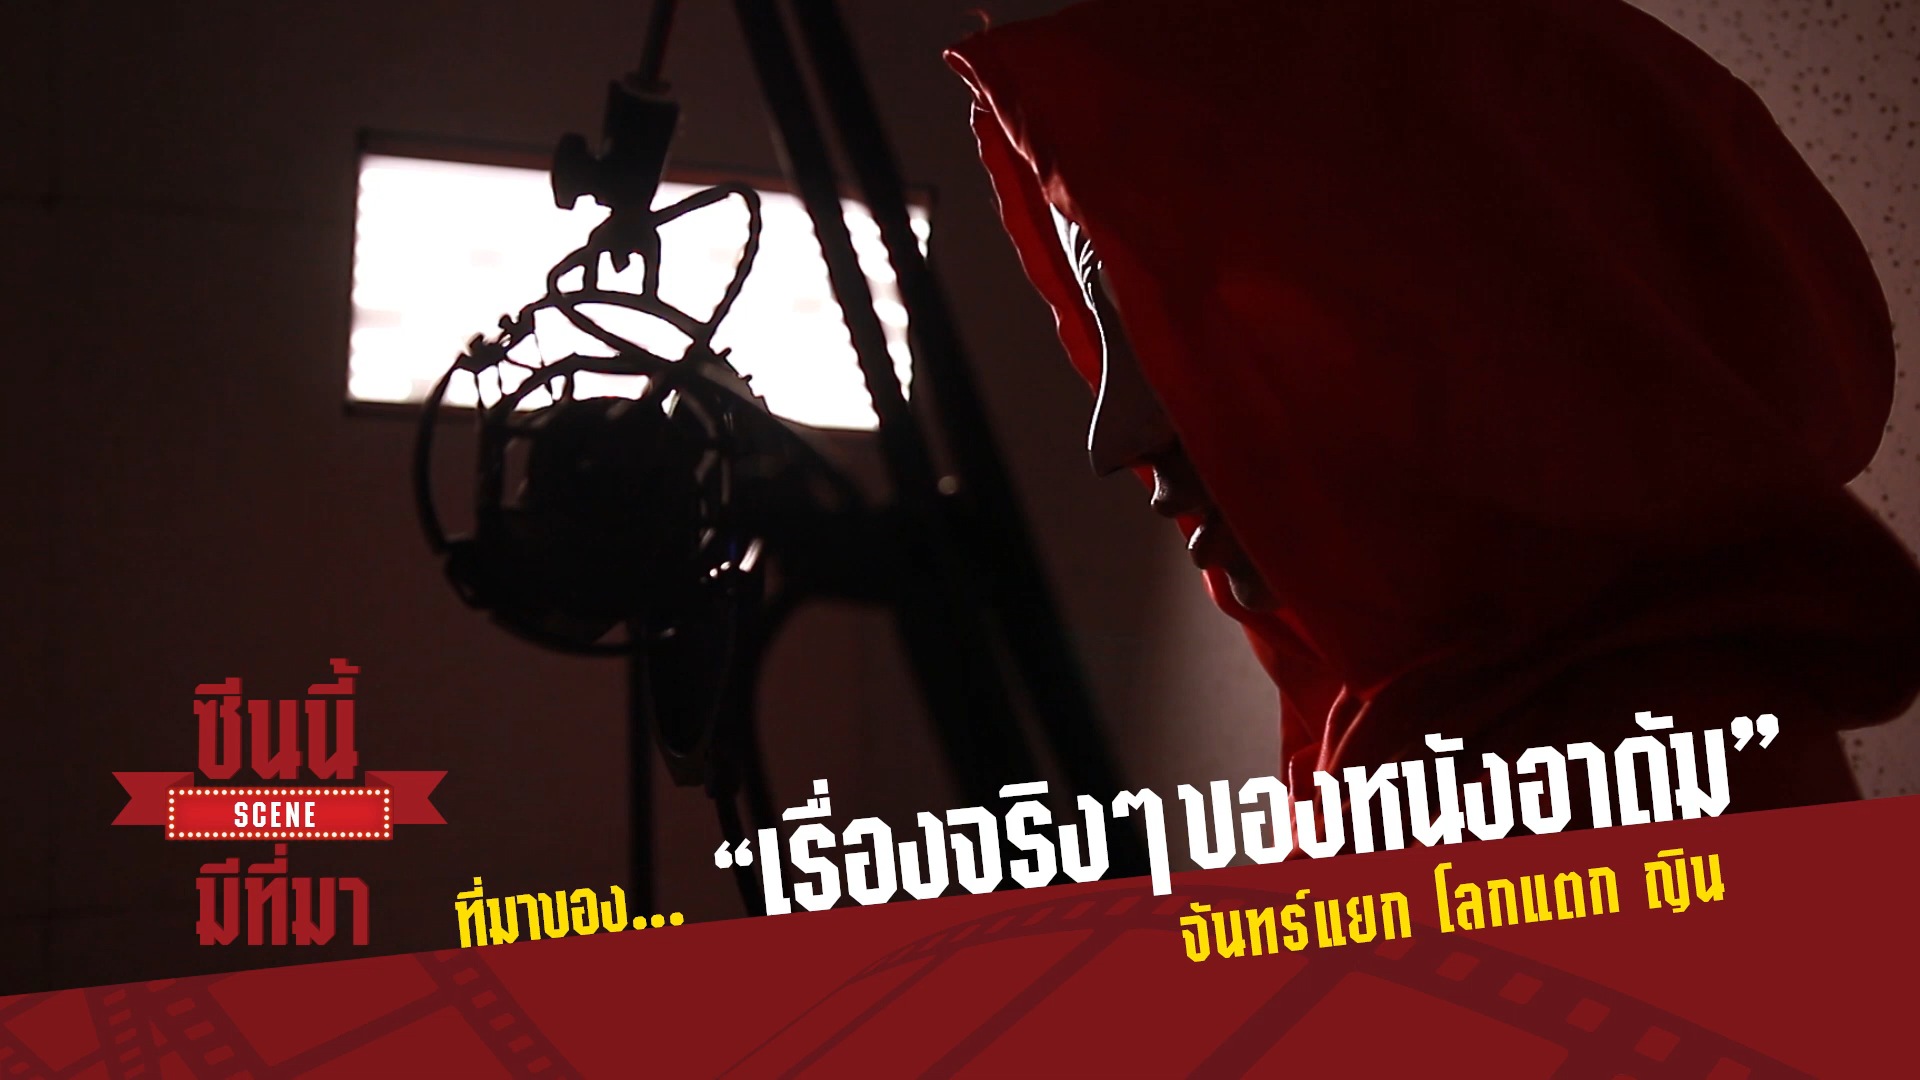 ซีนนี้
SCENE
มีที่มา
ที่มาของ...
“เรื่องจริงๆ ของหนังอาดัม”
จันทร์แยก โลกแตก ญิน